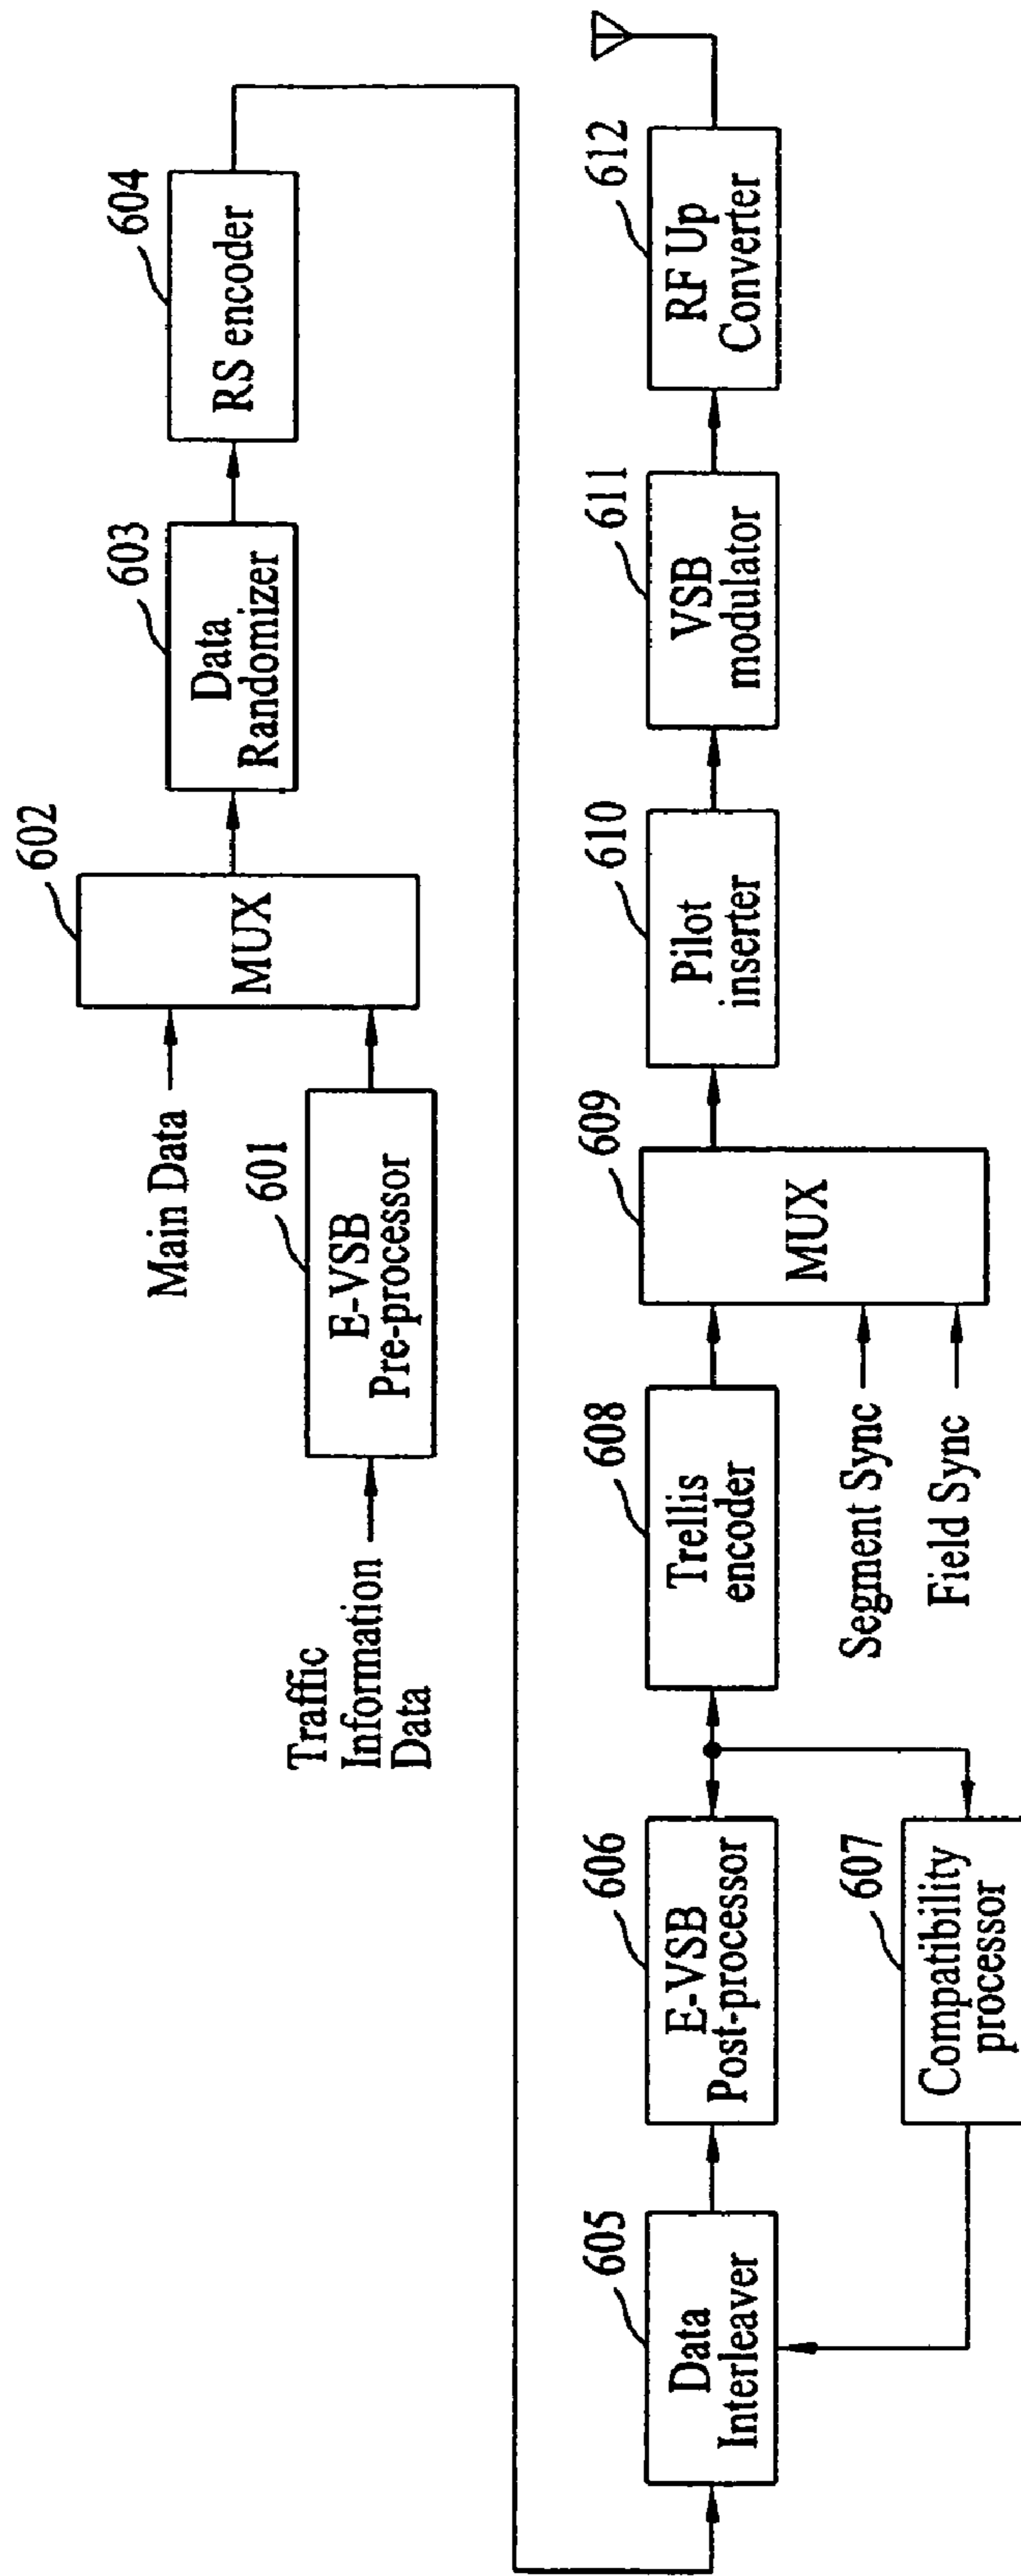 Main Data
Traffic
Information
Data
601
E-VSB
Pre-processor
602
MUX
603
Data
Randomizer
604
RS encoder
605
Data
Interleaver
606
E-VSB
Post-processor
607
Compatibility
processor
608
Trellis
encoder
Segment Sync
Field Sync
609
MUX
610
Pilot
inserter
611
VSB
modulator
612
RF Up
Converter